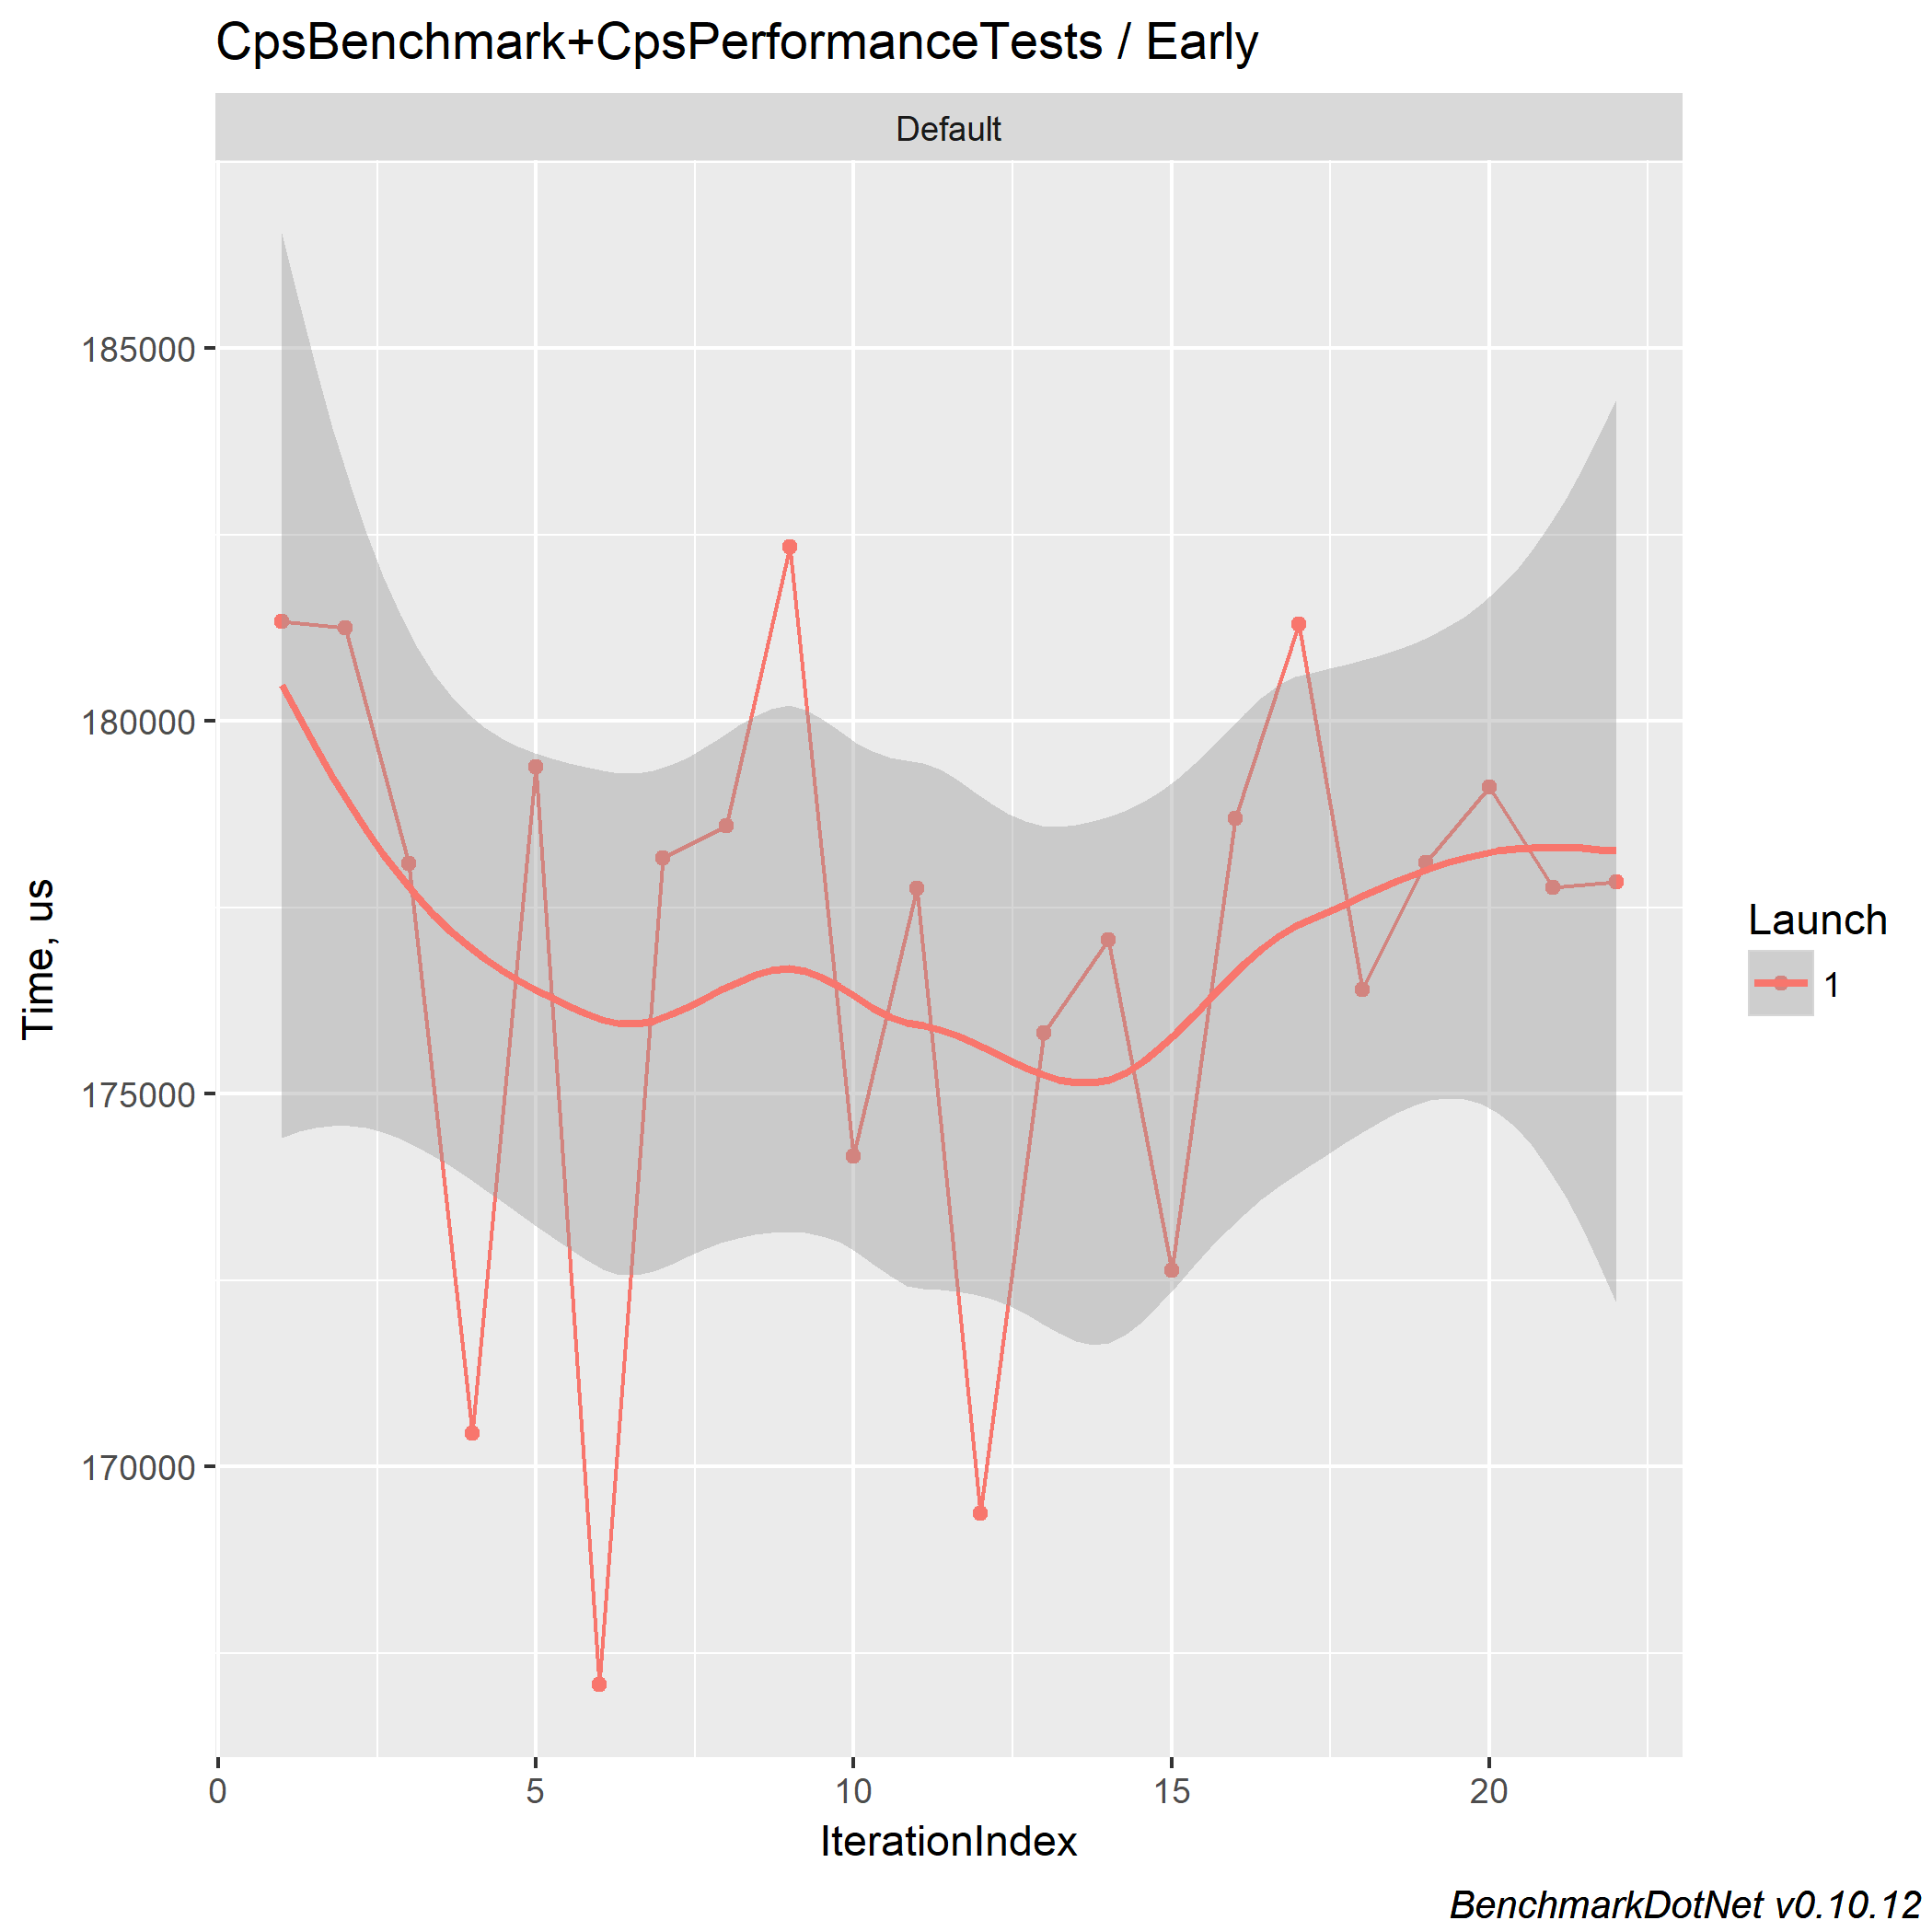 CpsBenchmark+CpsPerformanceTests / Early
Default
185000
180000
175000
170000
Time, us
0 5 10 15 20
IterationIndex
Launch
1
BenchmarkDotNet v0.10.12